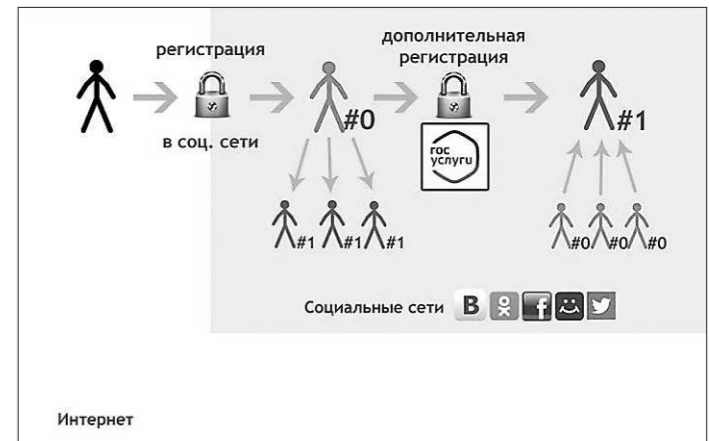 регистрация
в соц. сети
#0
дополнительная
регистрация
гос
услуги
#1
#1
#1
#1
#0
#0
#0
Социальные сети
В
f
Интернет